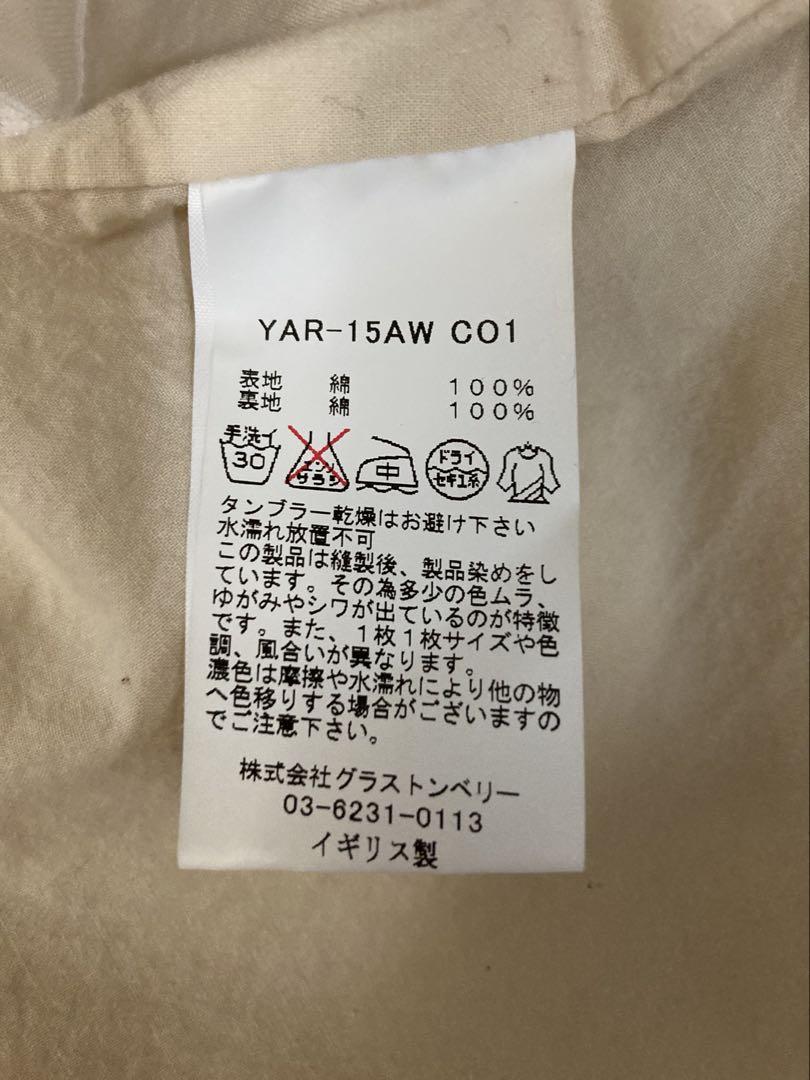 YAR-15AW CO1
表地 綿 １００％
裏地 綿 １００％
手洗イ
30
エンソ
サラシ
中
ドライ
セキユ系
タンブラー乾燥はお避け下さい
水濡れ放置不可
この製品は縫製後、製品染めをし
ています。その為多少の色ムラ、
ゆがみやシワが出ているのが特徴
です。また、１枚１枚サイズや色
調、風合いが異なります。
濃色は摩擦や水濡れにより他の物
へ色移りする場合がございますの
でご注意下さい。
株式会社グラストンベリー
03-6231-0113
イギリス製